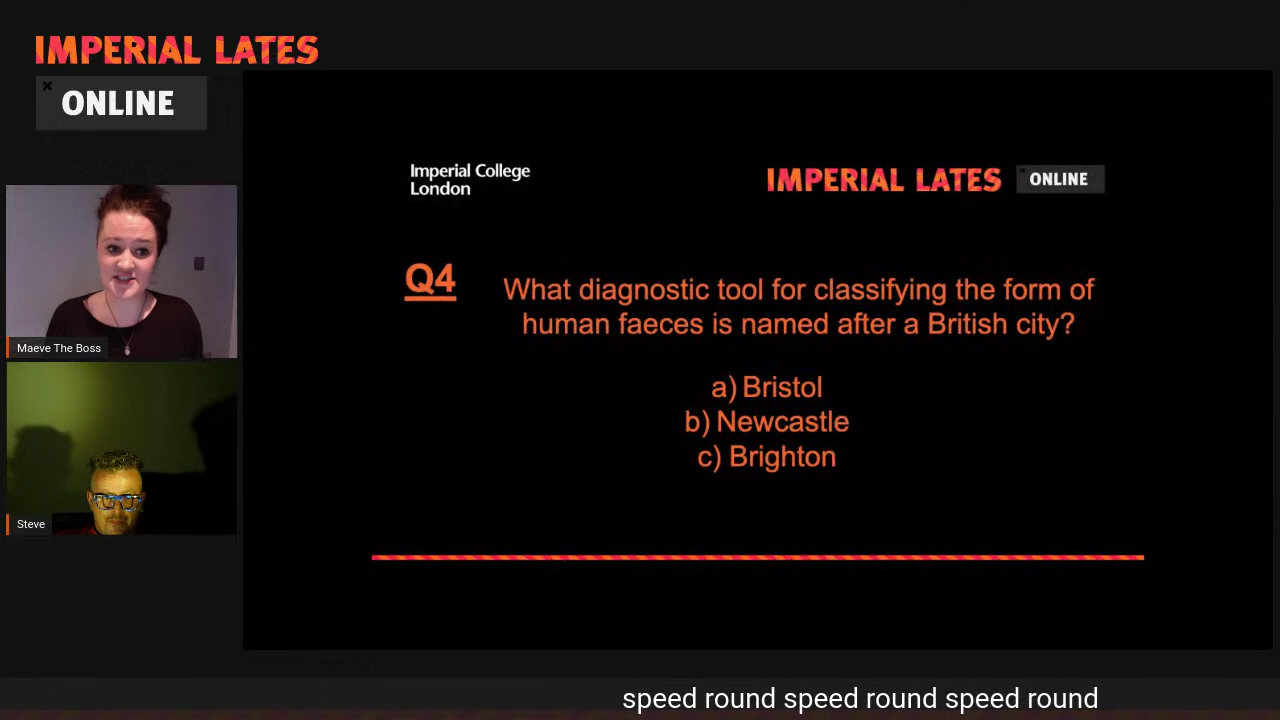 IMPERIAL LATES
ONLINE
Imperial College
London
IMPERIAL LATES ONLINE
Q4
What diagnostic tool for classifying the form of
human faeces is named after a British city?
a) Bristol
b) Newcastle
c) Brighton
Maeve The Boss
Steve
speed round speed round speed round